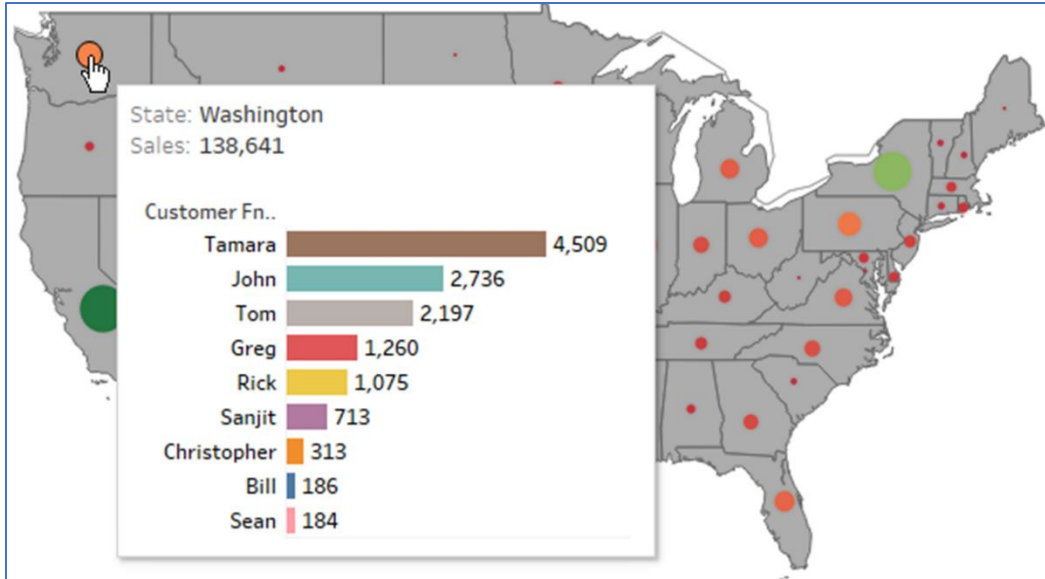 State: Washington
Sales: 138,641
Customer Fn..
Tamara 4,509
John 2,736
Tom 2,197
Greg 1,260
Rick 1,075
Sanjit 713
Christopher 313
Bill 186
Sean 184